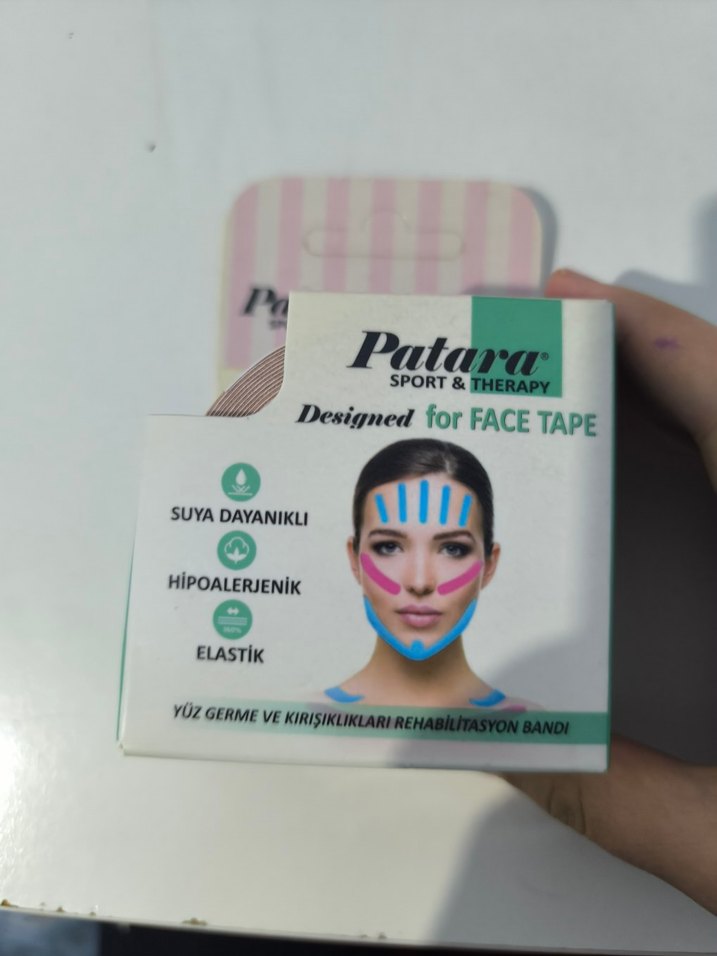 Pa
Patara®
SPORT & THERAPY
Designed for FACE TAPE
SUYA DAYANIKLI
HİPOALERJENİK
ELASTİK
YÜZ GERME VE KIRIŞIKLIKLARI REHABİLİTASYON BANDI